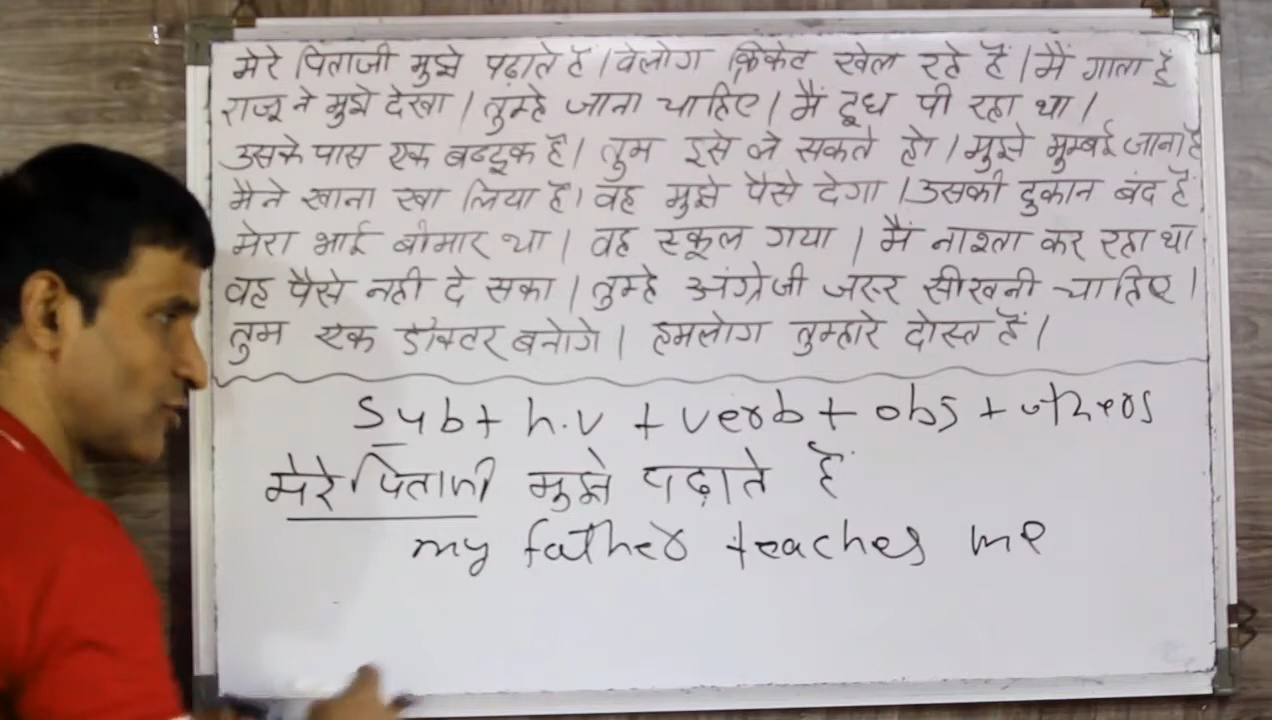 मेरे पिताजी मुझे पढ़ाते हैं । वेलोग क्रिकेट खेल रहे हैं । मैं गाता हूँ
राजू ने मुझे देखा । तुम्हे जाना चाहिए । मैं दूध पी रहा था ।
उसके पास एक बन्दूक है । तुम इसे ले सकते हो । मुझे मुम्बई जाना है
मैने खाना खा लिया है । वह मुझे पैसे देगा । उसकी दुकान बंद है
मेरा भाई बीमार था । वह स्कूल गया । मैं नाश्ता कर रहा था
वह पैसे नही दे सका । तुम्हे अंग्रेजी जरूर सीखनी चाहिए ।
तुम एक डॉक्टर बनोगे । हमलोग तुम्हारे दोस्त हैं ।
Sub + h.v + verb + obj + others
मेरे पिताजी मुझे पढ़ाते हैं
my father teaches me